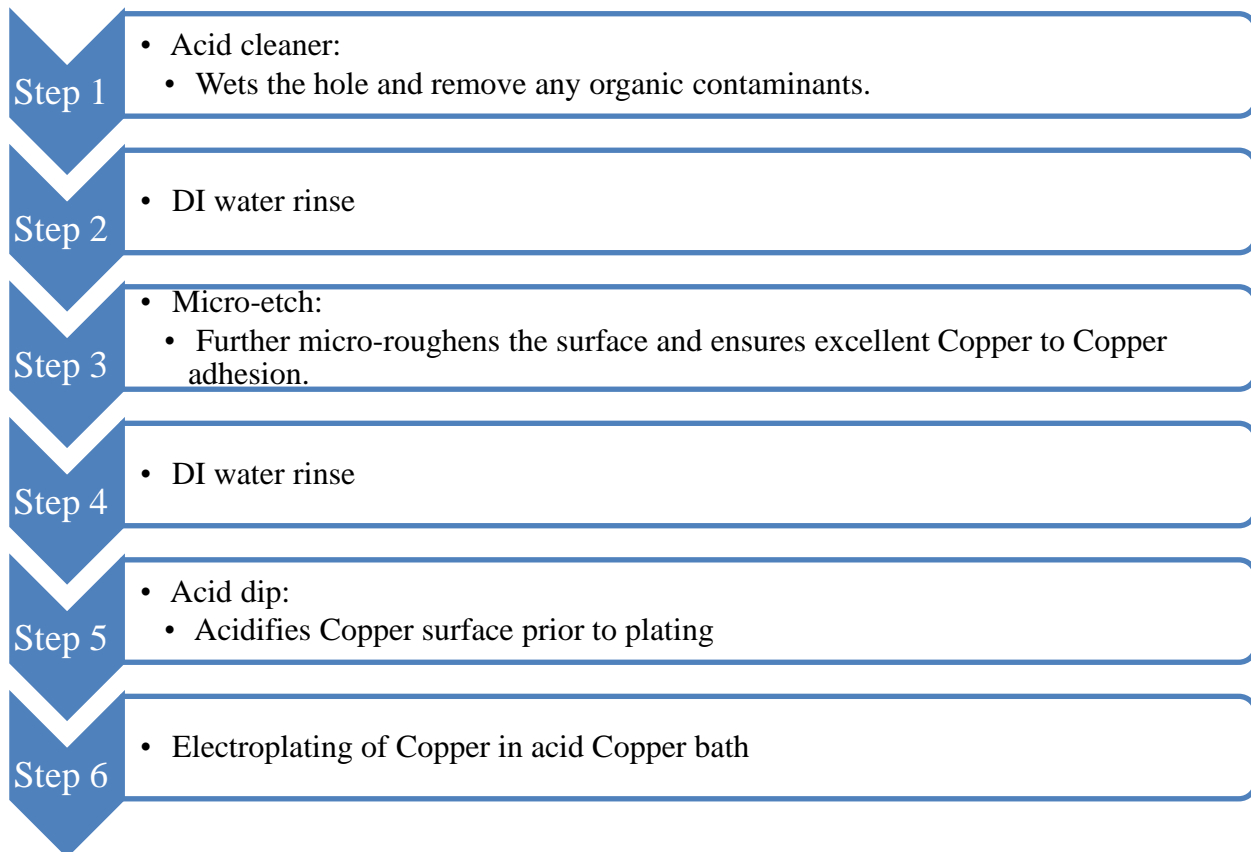 Step 1
• Acid cleaner:
• Wets the hole and remove any organic contaminants.
Step 2
• DI water rinse
Step 3
• Micro-etch:
• Further micro-roughens the surface and ensures excellent Copper to Copper
adhesion.
Step 4
• DI water rinse
Step 5
• Acid dip:
• Acidifies Copper surface prior to plating
Step 6
• Electroplating of Copper in acid Copper bath